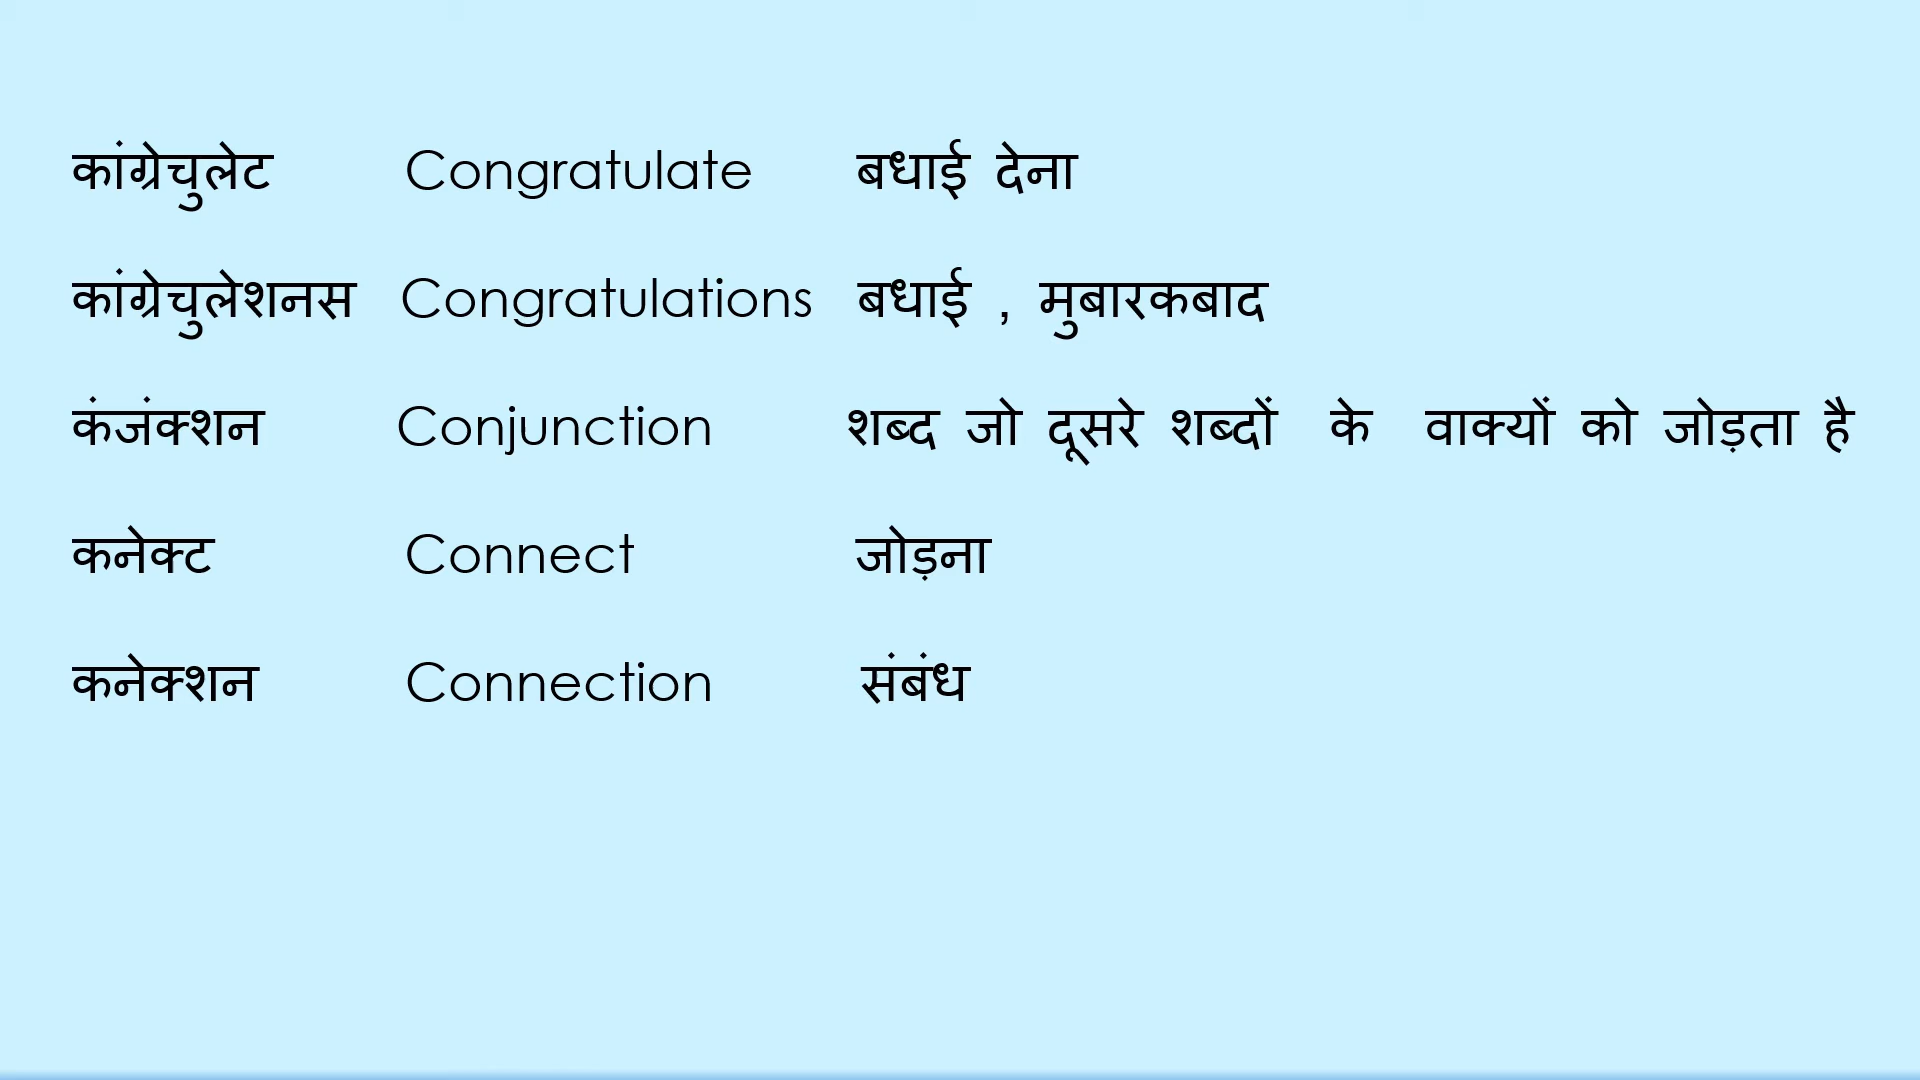 कांग्रेचुलेट Congratulate बधाई देना
कांग्रेचुलेशनस Congratulations बधाई , मुबारकबाद
कंजंक्शन Conjunction शब्द जो दूसरे शब्दों के वाक्यों को जोड़ता है
कनेक्ट Connect जोड़ना
कनेक्शन Connection संबंध